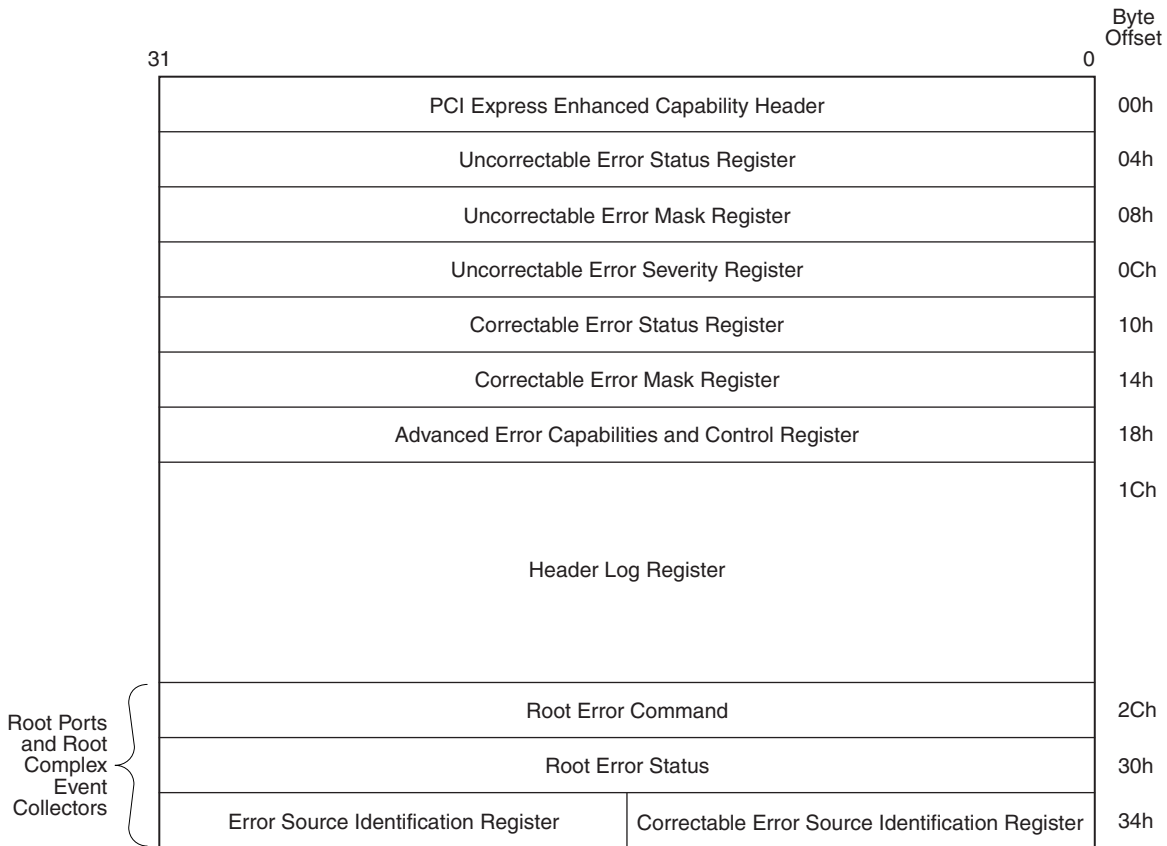 Byte
Offset
31 0
PCI Express Enhanced Capability Header 00h
Uncorrectable Error Status Register 04h
Uncorrectable Error Mask Register 08h
Uncorrectable Error Severity Register 0Ch
Correctable Error Status Register 10h
Correctable Error Mask Register 14h
Advanced Error Capabilities and Control Register 18h
1Ch
Header Log Register
Root Ports
and Root
Complex
Event
Collectors
Root Error Command 2Ch
Root Error Status 30h
Error Source Identification Register Correctable Error Source Identification Register 34h